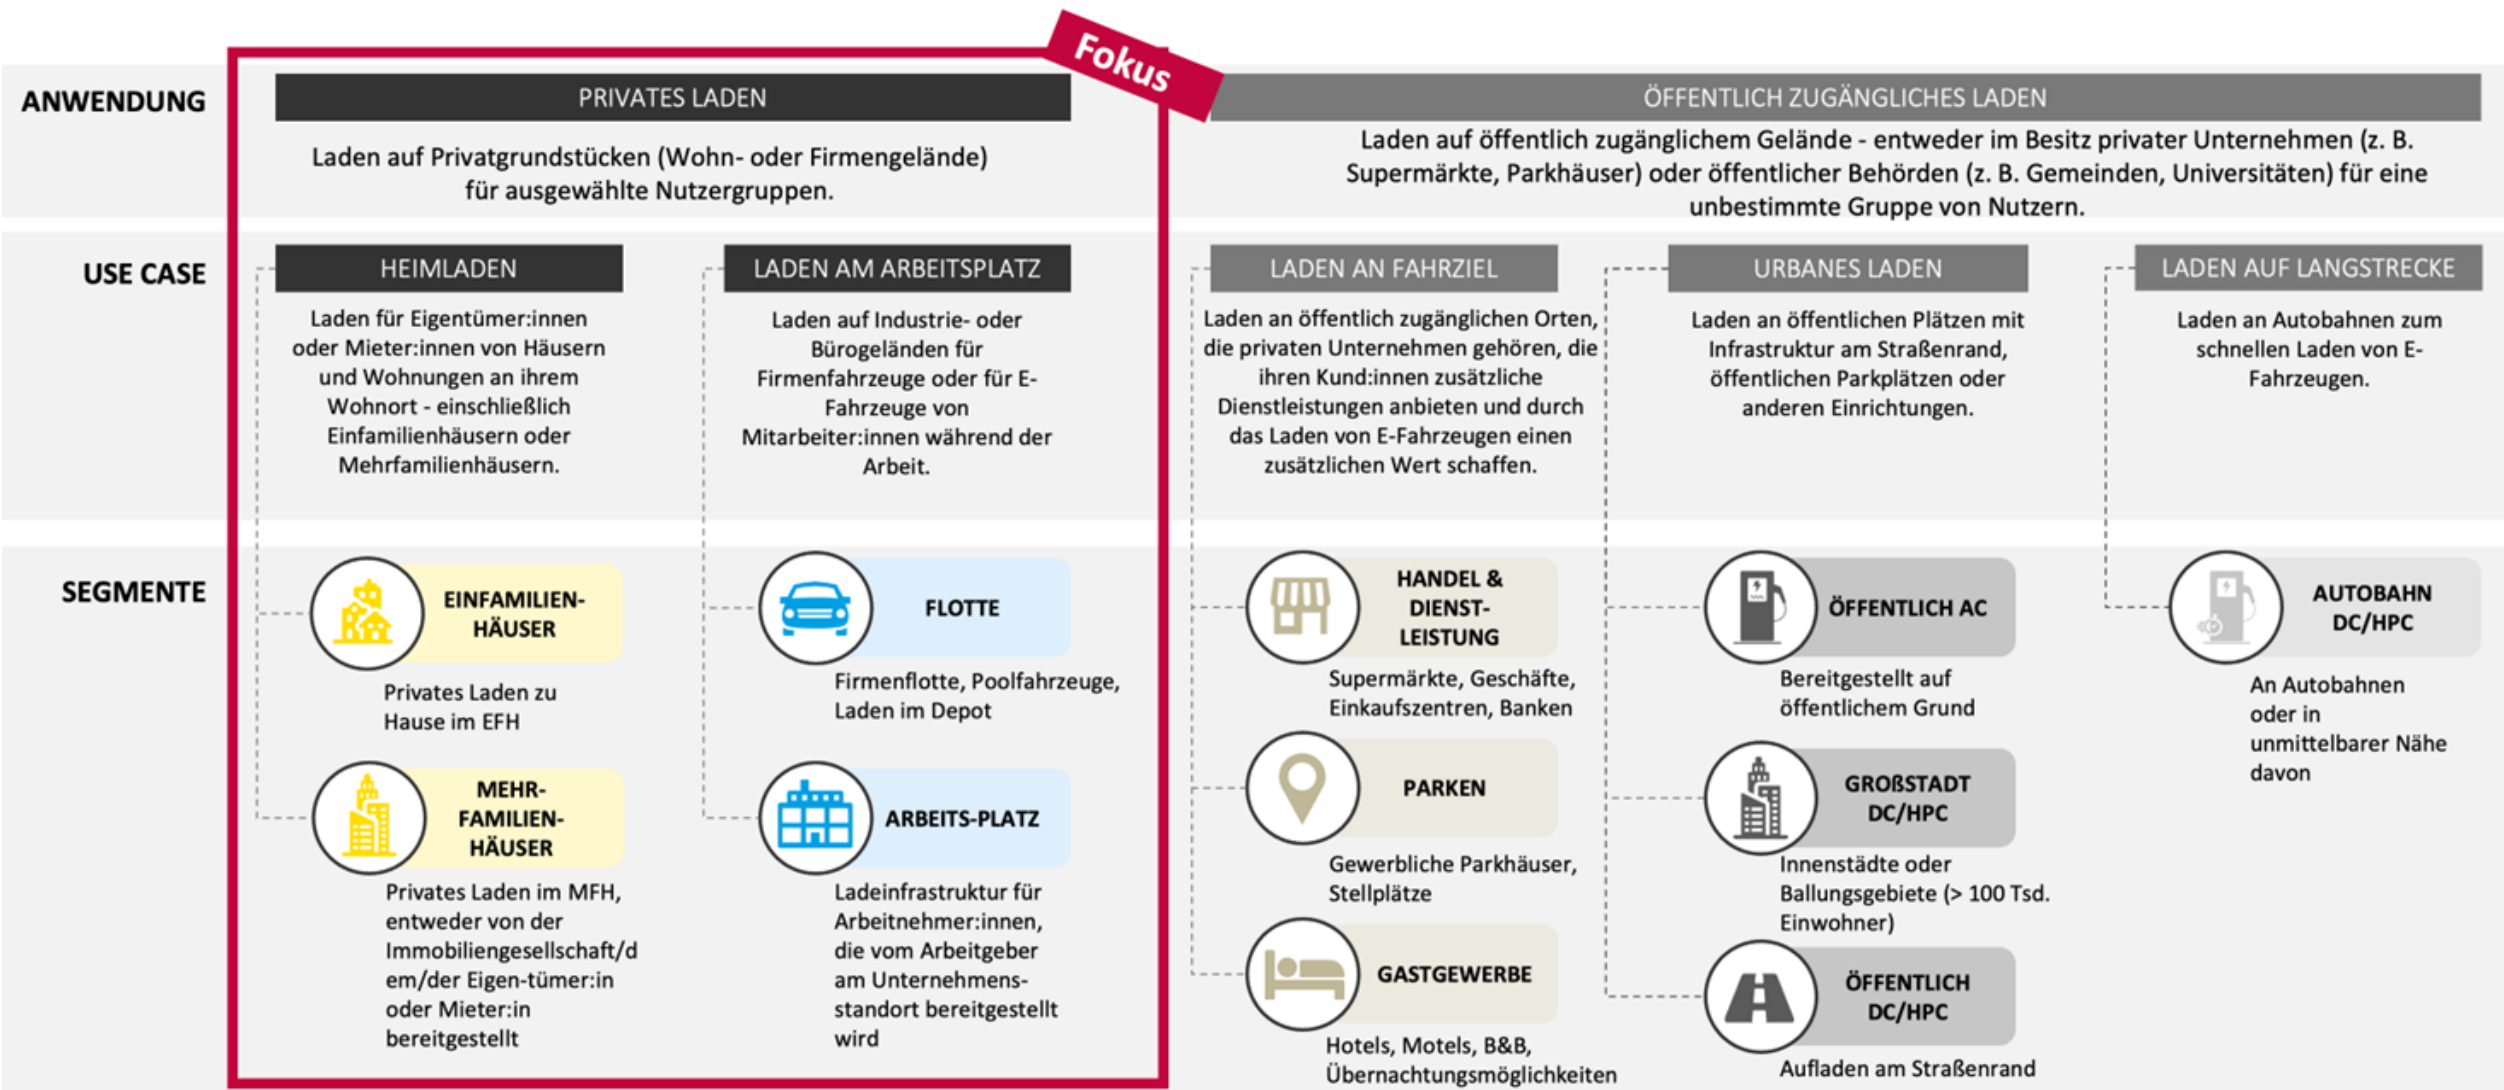 Fokus
ANWENDUNG
PRIVATES LADEN
Laden auf Privatgrundstücken (Wohn- oder Firmengelände)
für ausgewählte Nutzergruppen.
ÖFFENTLICH ZUGÄNGLICHES LADEN
Laden auf öffentlich zugänglichem Gelände - entweder im Besitz privater Unternehmen (z. B.
Supermärkte, Parkhäuser) oder öffentlicher Behörden (z. B. Gemeinden, Universitäten) für eine
unbestimmte Gruppe von Nutzern.
USE CASE
HEIMLADEN
Laden für Eigentümer:innen
oder Mieter:innen von Häusern
und Wohnungen an ihrem
Wohnort - einschließlich
Einfamilienhäusern oder
Mehrfamilienhäusern.
LADEN AM ARBEITSPLATZ
Laden auf Industrie- oder
Bürogeländen für
Firmenfahrzeuge oder für E-
Fahrzeuge von
Mitarbeiter:innen während der
Arbeit.
LADEN AN FAHRZIEL
Laden an öffentlich zugänglichen Orten,
die privaten Unternehmen gehören, die
ihren Kund:innen zusätzliche
Dienstleistungen anbieten und durch
das Laden von E-Fahrzeugen einen
zusätzlichen Wert schaffen.
URBANES LADEN
Laden an öffentlichen Plätzen mit
Infrastruktur am Straßenrand,
öffentlichen Parkplätzen oder
anderen Einrichtungen.
LADEN AUF LANGSTRECKE
Laden an Autobahnen zum
schnellen Laden von E-
Fahrzeugen.
SEGMENTE
EINFAMILIEN-
HÄUSER
Privates Laden zu
Hause im EFH
MEHR-
FAMILIEN-
HÄUSER
Privates Laden im MFH,
entweder von der
Immobiliengesellschaft/d
em/der Eigen-tümer:in
oder Mieter:in
bereitgestellt
FLOTTE
Firmenflotte, Poolfahrzeuge,
Laden im Depot
ARBEITS-PLATZ
Ladeinfrastruktur für
Arbeitnehmer:innen,
die vom Arbeitgeber
am Unternehmens-
standort bereitgestellt
wird
HANDEL &
DIENST-
LEISTUNG
Supermärkte, Geschäfte,
Einkaufszentren, Banken
PARKEN
Gewerbliche Parkhäuser,
Stellplätze
GASTGEWERBE
Hotels, Motels, B&B,
Übernachtungsmöglichkeiten
ÖFFENTLICH AC
Bereitgestellt auf
öffentlichem Grund
GROßSTADT
DC/HPC
Innenstädte oder
Ballungsgebiete (> 100 Tsd.
Einwohner)
ÖFFENTLICH
DC/HPC
Aufladen am Straßenrand
AUTOBAHN
DC/HPC
An Autobahnen
oder in
unmittelbarer Nähe
davon